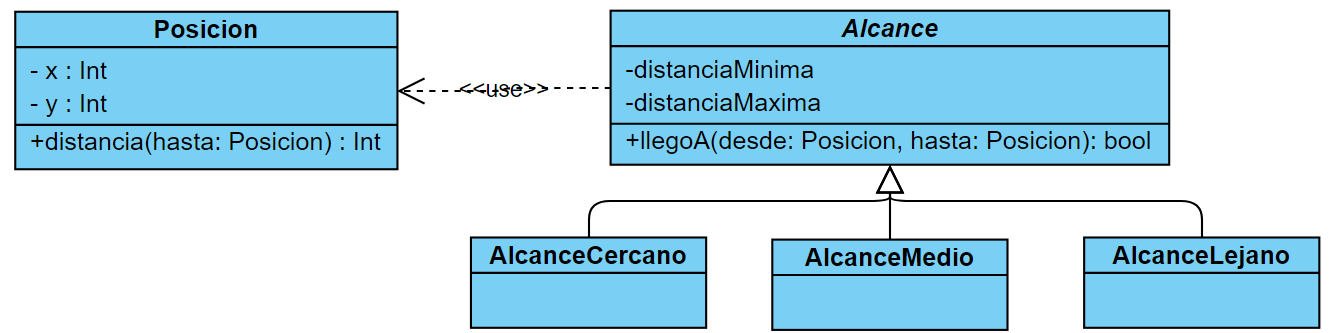 Posicion
- x : Int
- y : Int
+distancia(hasta: Posicion) : Int
<<use>>
Alcance
-distanciaMinima
-distanciaMaxima
+llegoA(desde: Posicion, hasta: Posicion): bool
AlcanceCercano
AlcanceMedio
AlcanceLejano